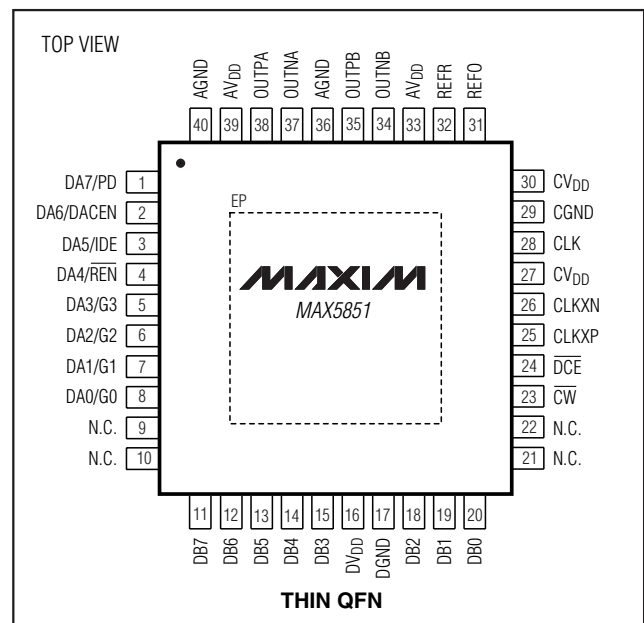 TOP VIEW
AGND AVDD OUTPA OUTNA AGND OUTPB OUTNB AVDD REFR REFO
40 39 38 37 36 35 34 33 32 31
DA7/PD 1
DA6/DACEN 2
DA5/IDE 3
DA4/R̅E̅N̅ 4
DA3/G3 5
DA2/G2 6
DA1/G1 7
DA0/G0 8
N.C. 9
N.C. 10
EP
MAXIM
MAX5851
30 CVDD
29 CGND
28 CLK
27 CVDD
26 CLKXN
25 CLKXP
24 D̅C̅E̅
23 C̅W̅
22 N.C.
21 N.C.
11 12 13 14 15 16 17 18 19 20
DB7 DB6 DB5 DB4 DB3 DVDD DGND DB2 DB1 DB0
THIN QFN